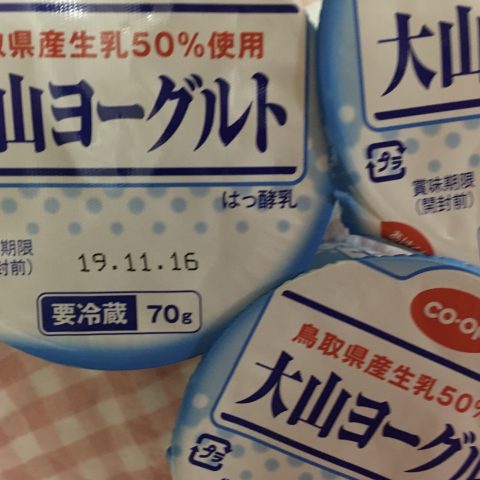 取県産生乳50%使用
山ヨーグルト
はっ酵乳
期限
封前)
19.11.16
要冷蔵 70g
大山
プラ
賞味期限
(開封前)
CO-OP
鳥取県産生乳50%
大山ヨーグル
プラ